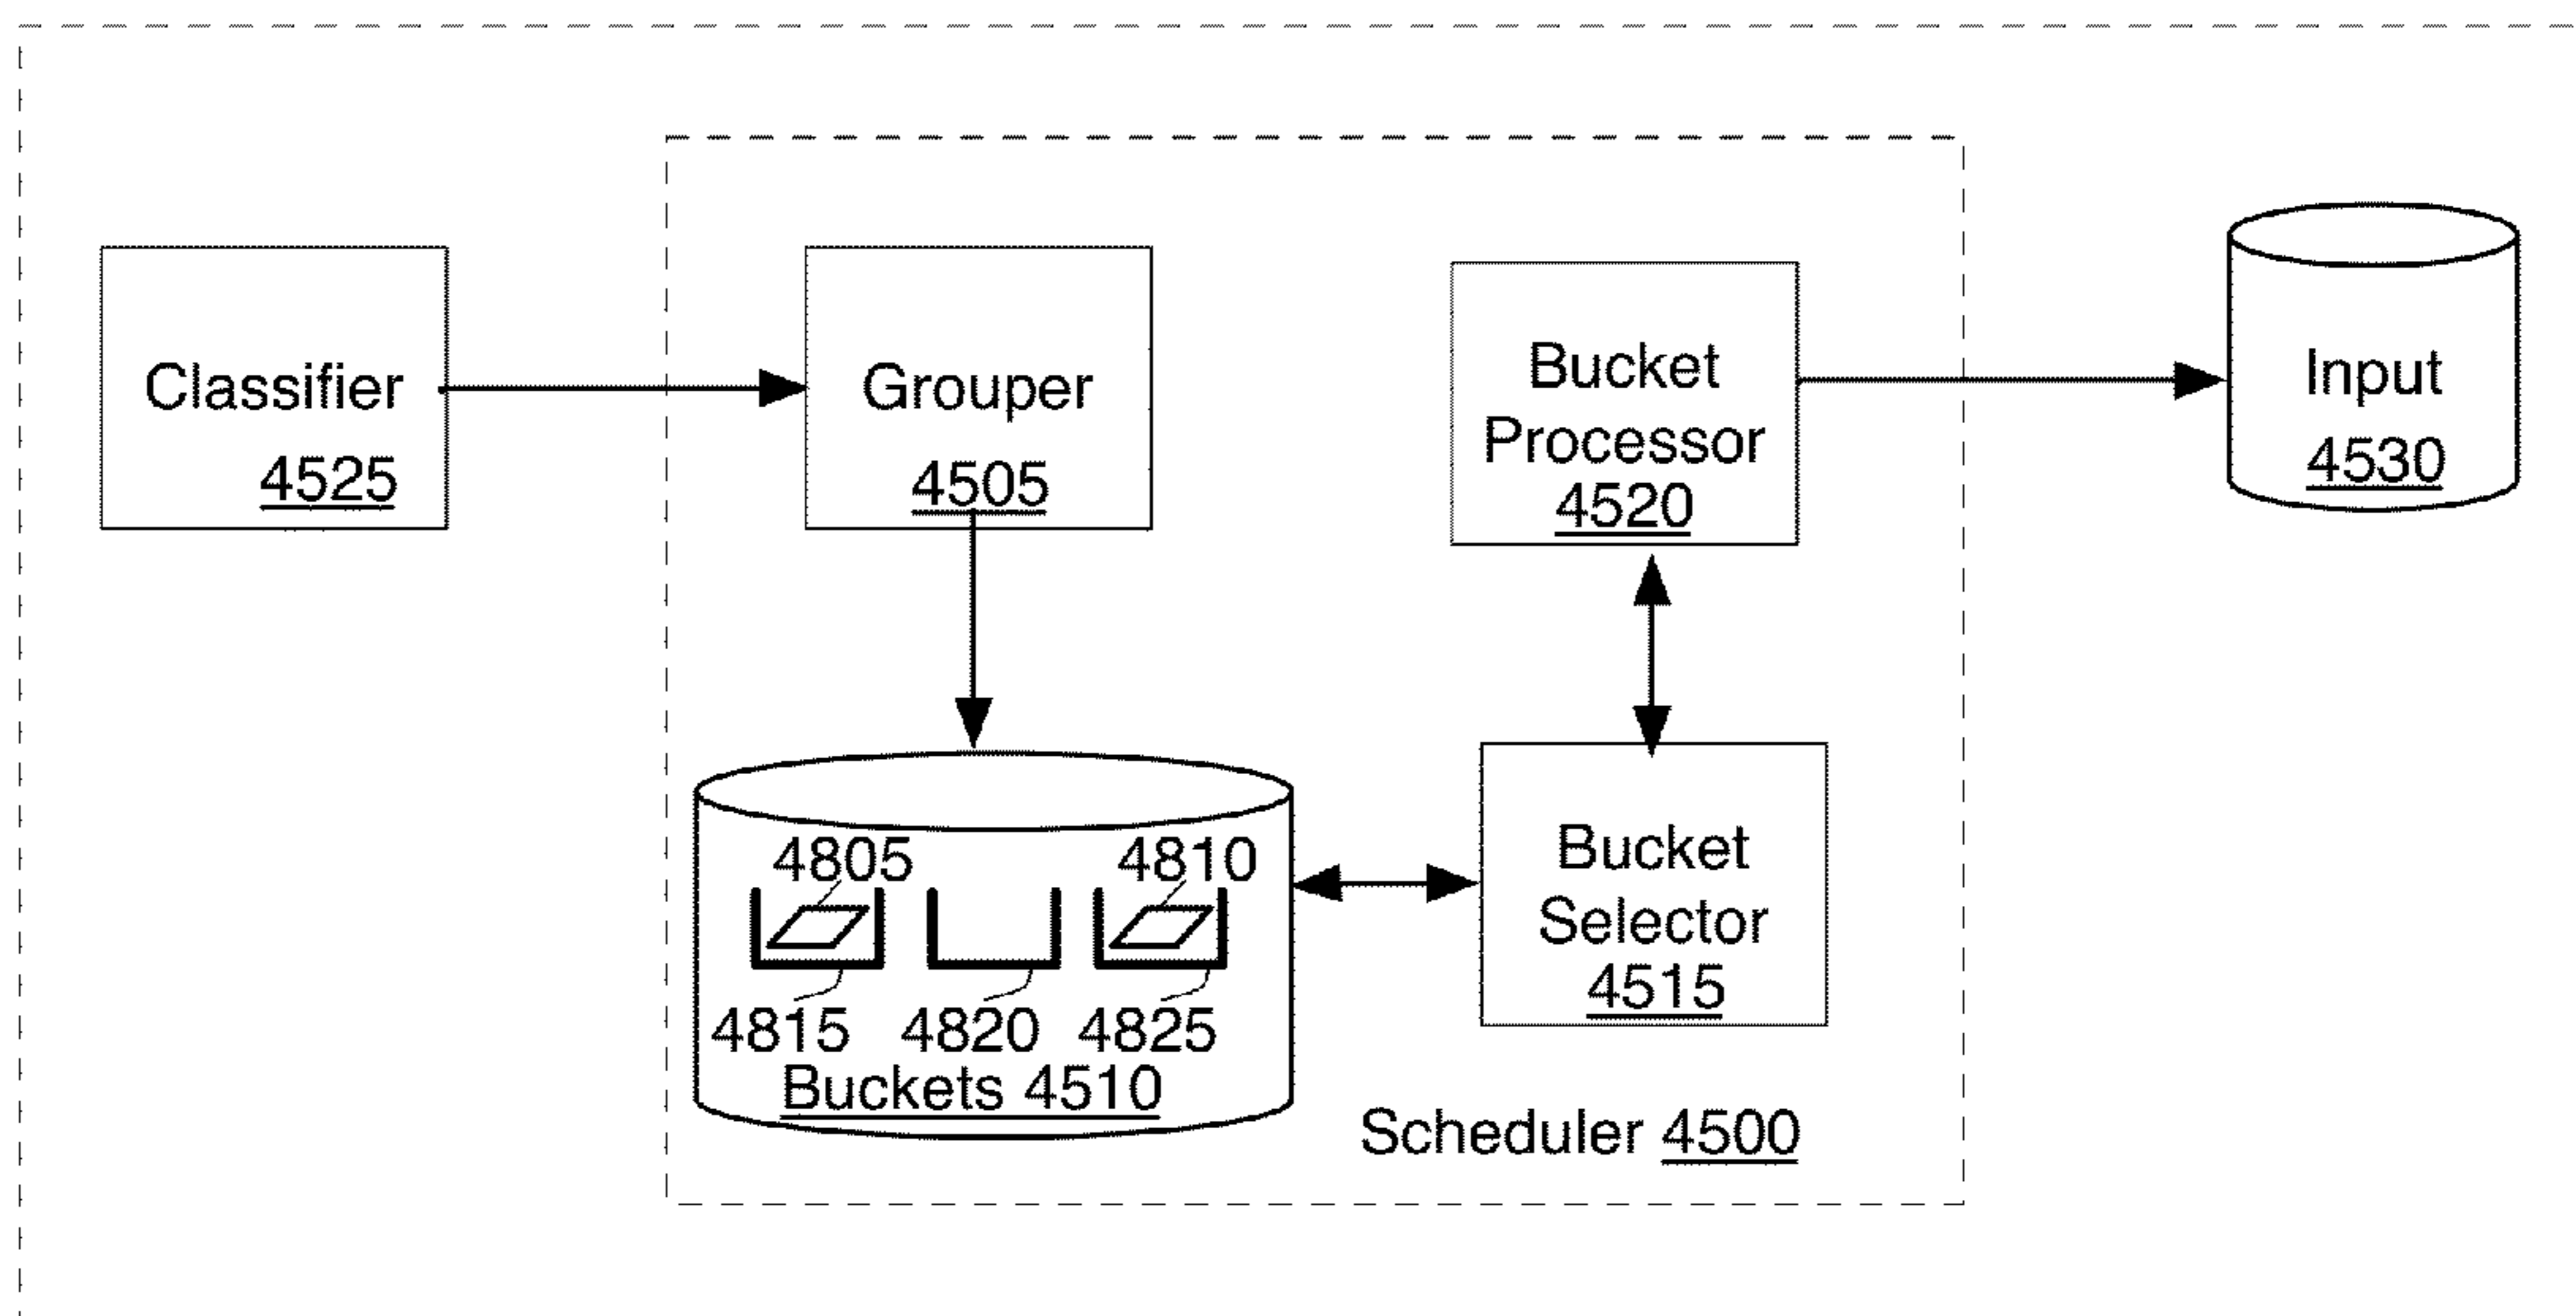 Classifier
4525
Grouper
4505
Bucket
Processor
4520
Input
4530
4805
4810
4815
4820
4825
Buckets 4510
Bucket
Selector
4515
Scheduler 4500